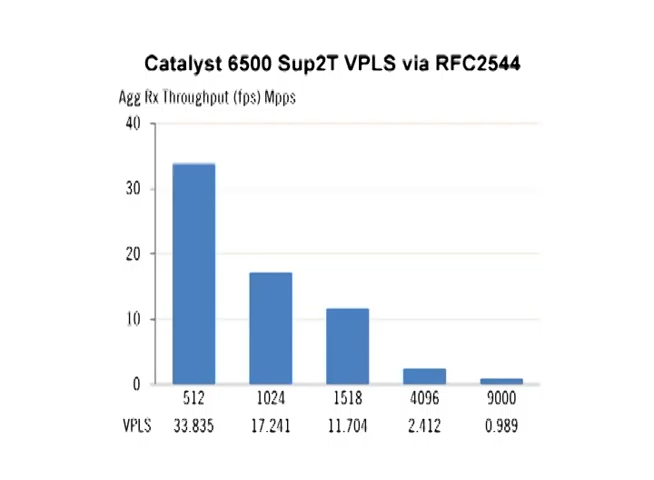 Catalyst 6500 Sup2T VPLS via RFC2544
Agg Rx Throughput (fps) Mpps
40
30
20
10
0
512 1024 1518 4096 9000
VPLS 33.835 17.241 11.704 2.412 0.989